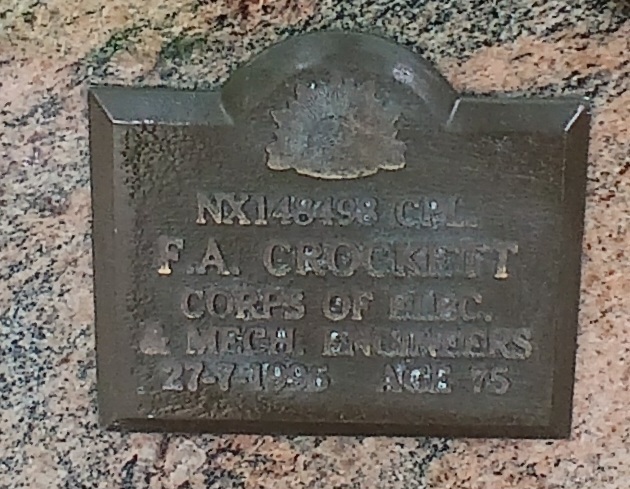 NX148498 CPL.
F.A. CROCKETT
CORPS OF ELEC.
& MECH. ENGINEERS
27-7-1995 AGE 75